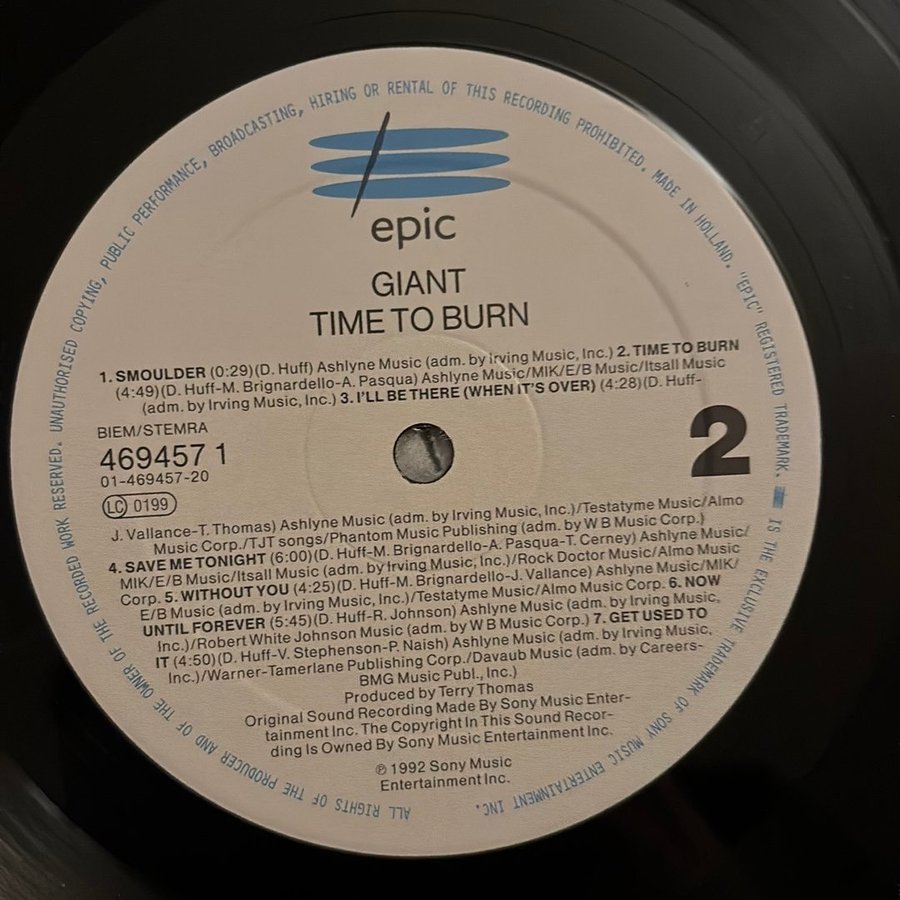 epic
GIANT
TIME TO BURN
1. SMOULDER (0:29)(D. Huff) Ashlyne Music (adm. by irving Music, Inc.) 2. TIME TO BURN
(4:49)(D. Huff-M. Brignardello-A. Pasqua) Ashlyne Music/MIK/E/B Music/Itsall Music
(adm. by Irving Music, Inc.) 3. I'LL BE THERE (WHEN IT'S OVER) (4:28)(D. Huff-
BIEM/STEMRA
469457 1
01-469457-20
LC 0199
2
J. Vallance-T. Thomas) Ashlyne Music (adm. by Irving Music, Inc.)/Testatyme Music/Almo
Music Corp./TJT songs/Phantom Music Publishing (adm. by W B Music Corp.)
4. SAVE ME TONIGHT (6:00)(D. Huff-M. Brignardello-A. Pasqua-T. Cerney) Ashlyne Music/
MIK/E/B Music/Itsall Music (adm. by Irving Music, Inc.)/Rock Doctor Music/Almo Music
Corp. 5. WITHOUT YOU (4:25)(D. Huff-M. Brignardello-J. Vallance) Ashlyne Music/MIK/
E/B Music (adm. by Irving Music, Inc.)/Testatyme Music/Almo Music Corp. 6. NOW
UNTIL FOREVER (5:45)(D. Huff-R. Johnson) Ashlyne Music (adm. by Irving Music,
Inc.)/Robert White Johnson Music (adm. by W B Music Corp.) 7. GET USED TO
IT (4:50)(D. Huff-V. Stephenson-P. Naish) Ashlyne Music (adm. by Irving Music,
Inc.)/Warner-Tamerlane Publishing Corp./Davaub Music (adm. by Careers-
BMG Music Publ., Inc.)
Produced by Terry Thomas
Original Sound Recording Made By Sony Music Enter-
tainment Inc. The Copyright In This Sound Recor-
ding Is Owned By Sony Music Entertainment Inc.
℗ 1992 Sony Music
Entertainment Inc.
ALL RIGHTS OF THE PRODUCER AND OF THE OWNER OF THE RECORDED WORK RESERVED. UNAUTHORISED COPYING, PUBLIC PERFORMANCE, BROADCASTING, HIRING OR RENTAL OF THIS RECORDING PROHIBITED. MADE IN HOLLAND. "EPIC" REGISTERED TRADEMARK. IS THE EXCLUSIVE TRADEMARK OF SONY MUSIC ENTERTAINMENT INC.